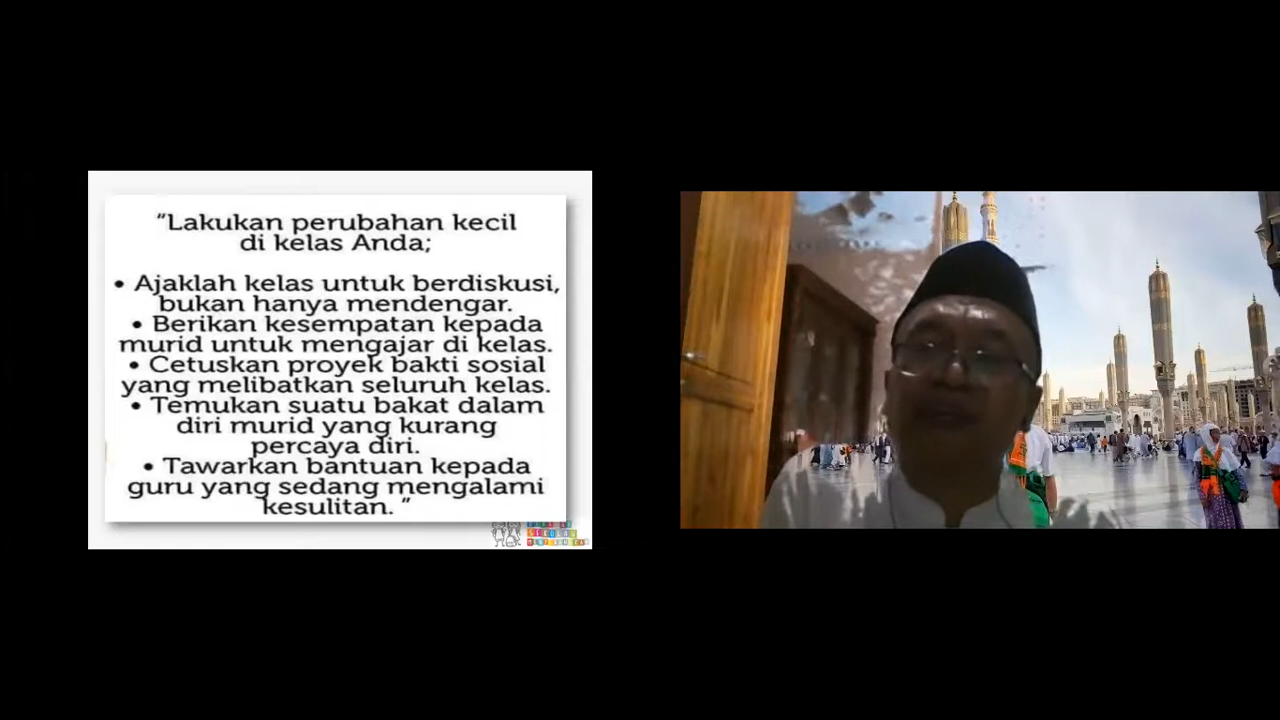 “Lakukan perubahan kecil
di kelas Anda;
• Ajaklah kelas untuk berdiskusi,
bukan hanya mendengar.
• Berikan kesempatan kepada
murid untuk mengajar di kelas.
• Cetuskan proyek bakti sosial
yang melibatkan seluruh kelas.
• Temukan suatu bakat dalam
diri murid yang kurang
percaya diri.
• Tawarkan bantuan kepada
guru yang sedang mengalami
kesulitan. ”